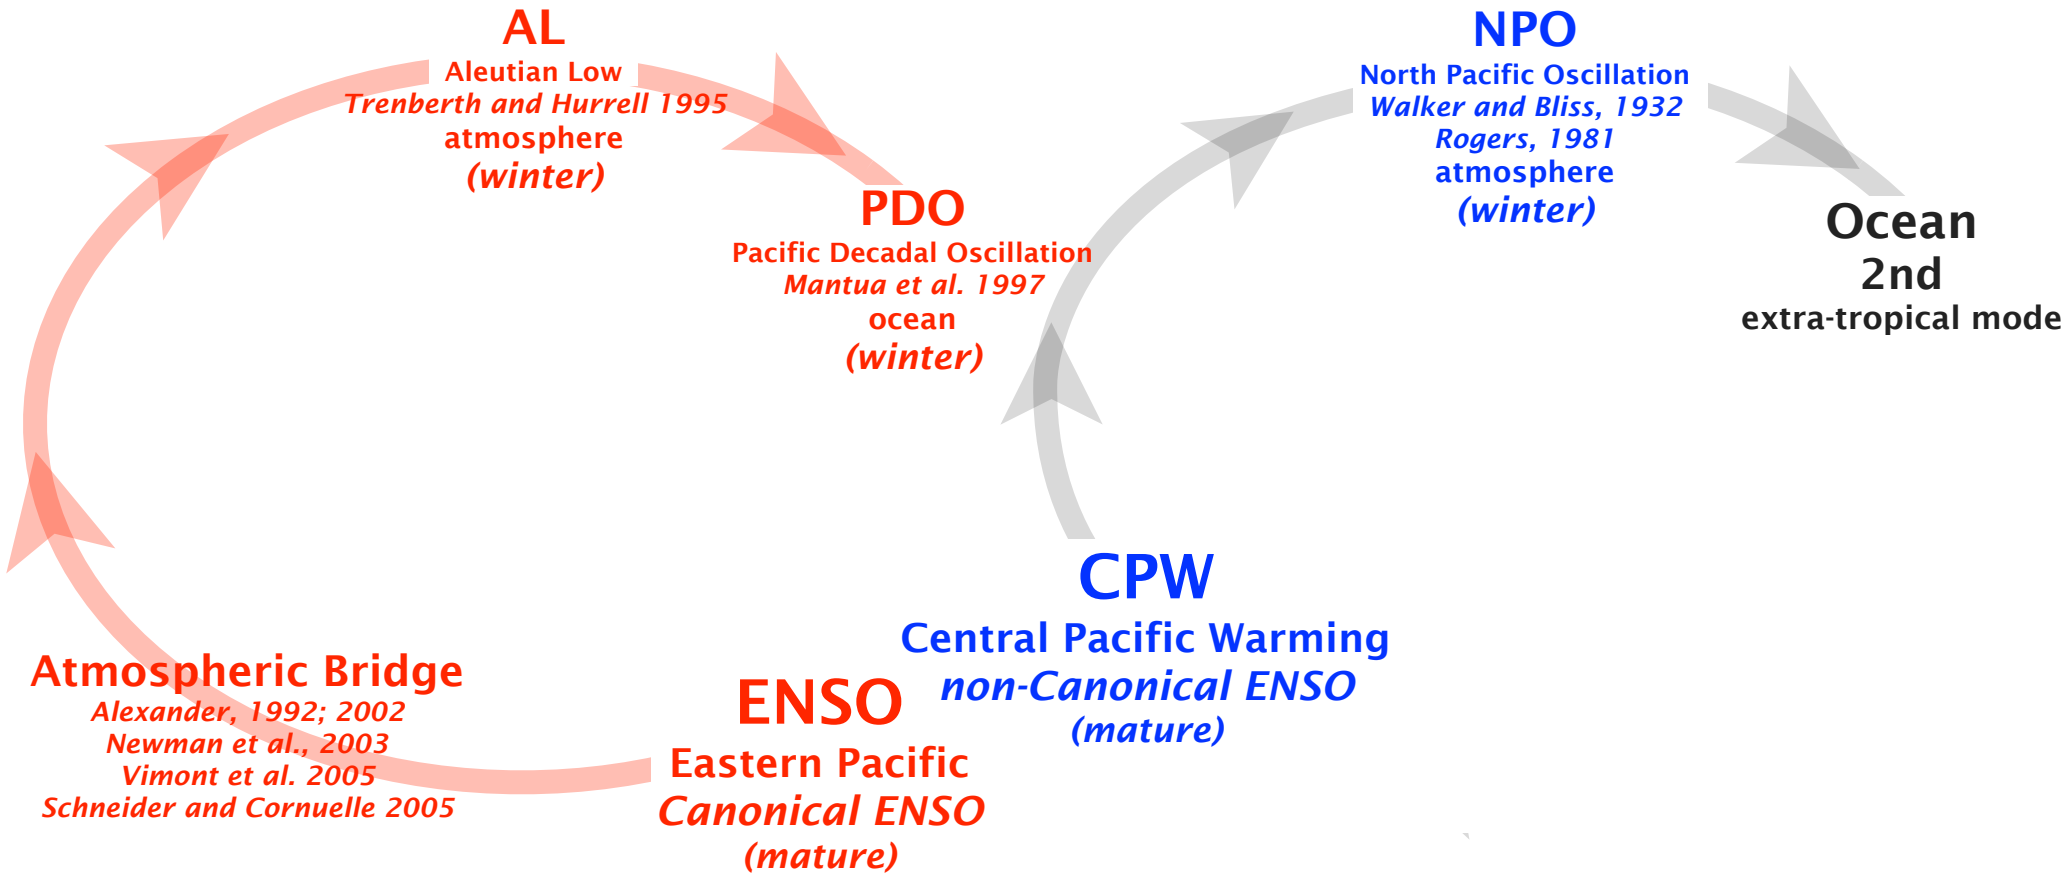 AL
Aleutian Low
Trenberth and Hurrell 1995
atmosphere
(winter)
PDO
Pacific Decadal Oscillation
Mantua et al. 1997
ocean
(winter)
NPO
North Pacific Oscillation
Walker and Bliss, 1932
Rogers, 1981
atmosphere
(winter)
Ocean
2nd
extra-tropical mode
Atmospheric Bridge
Alexander, 1992; 2002
Newman et al., 2003
Vimont et al. 2005
Schneider and Cornuelle 2005
ENSO
Eastern Pacific
Canonical ENSO
(mature)
CPW
Central Pacific Warming
non-Canonical ENSO
(mature)